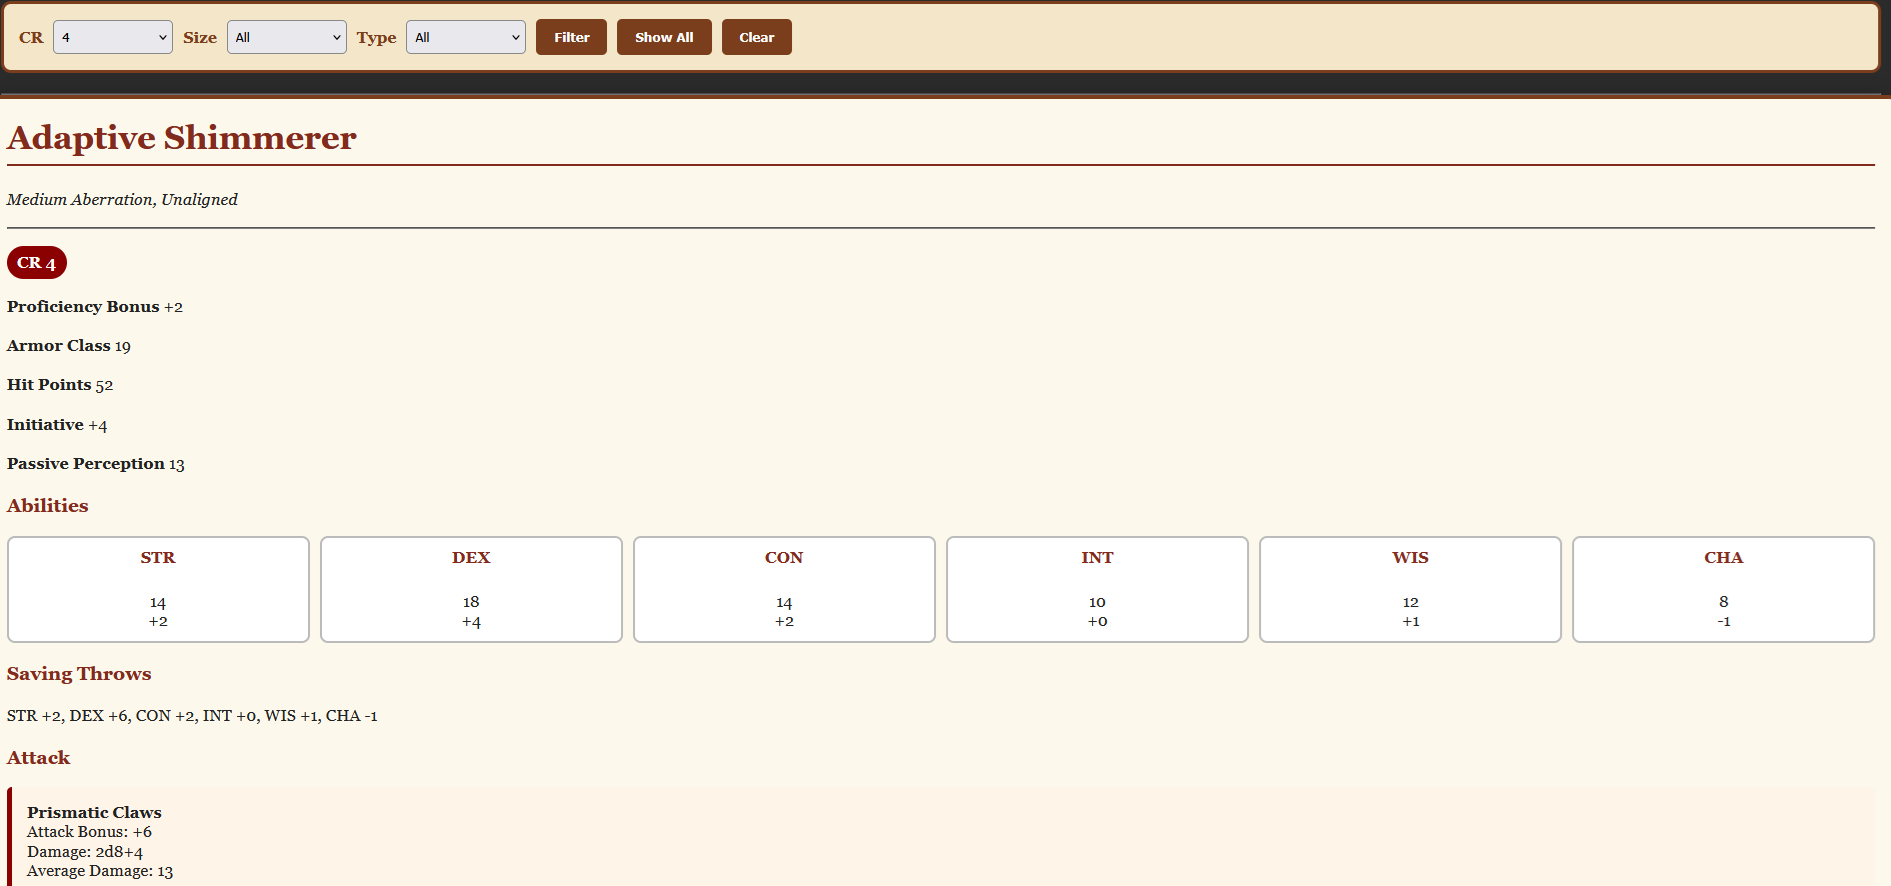 CR 4 Size All Type All Filter Show All Clear
Adaptive Shimmerer
Medium Aberration, Unaligned
CR 4
Proficiency Bonus +2
Armor Class 19
Hit Points 52
Initiative +4
Passive Perception 13
Abilities
STR DEX CON INT WIS CHA
14 18 14 10 12 8
+2 +4 +2 +0 +1 -1
Saving Throws
STR +2, DEX +6, CON +2, INT +0, WIS +1, CHA -1
Attack
Prismatic Claws
Attack Bonus: +6
Damage: 2d8+4
Average Damage: 13